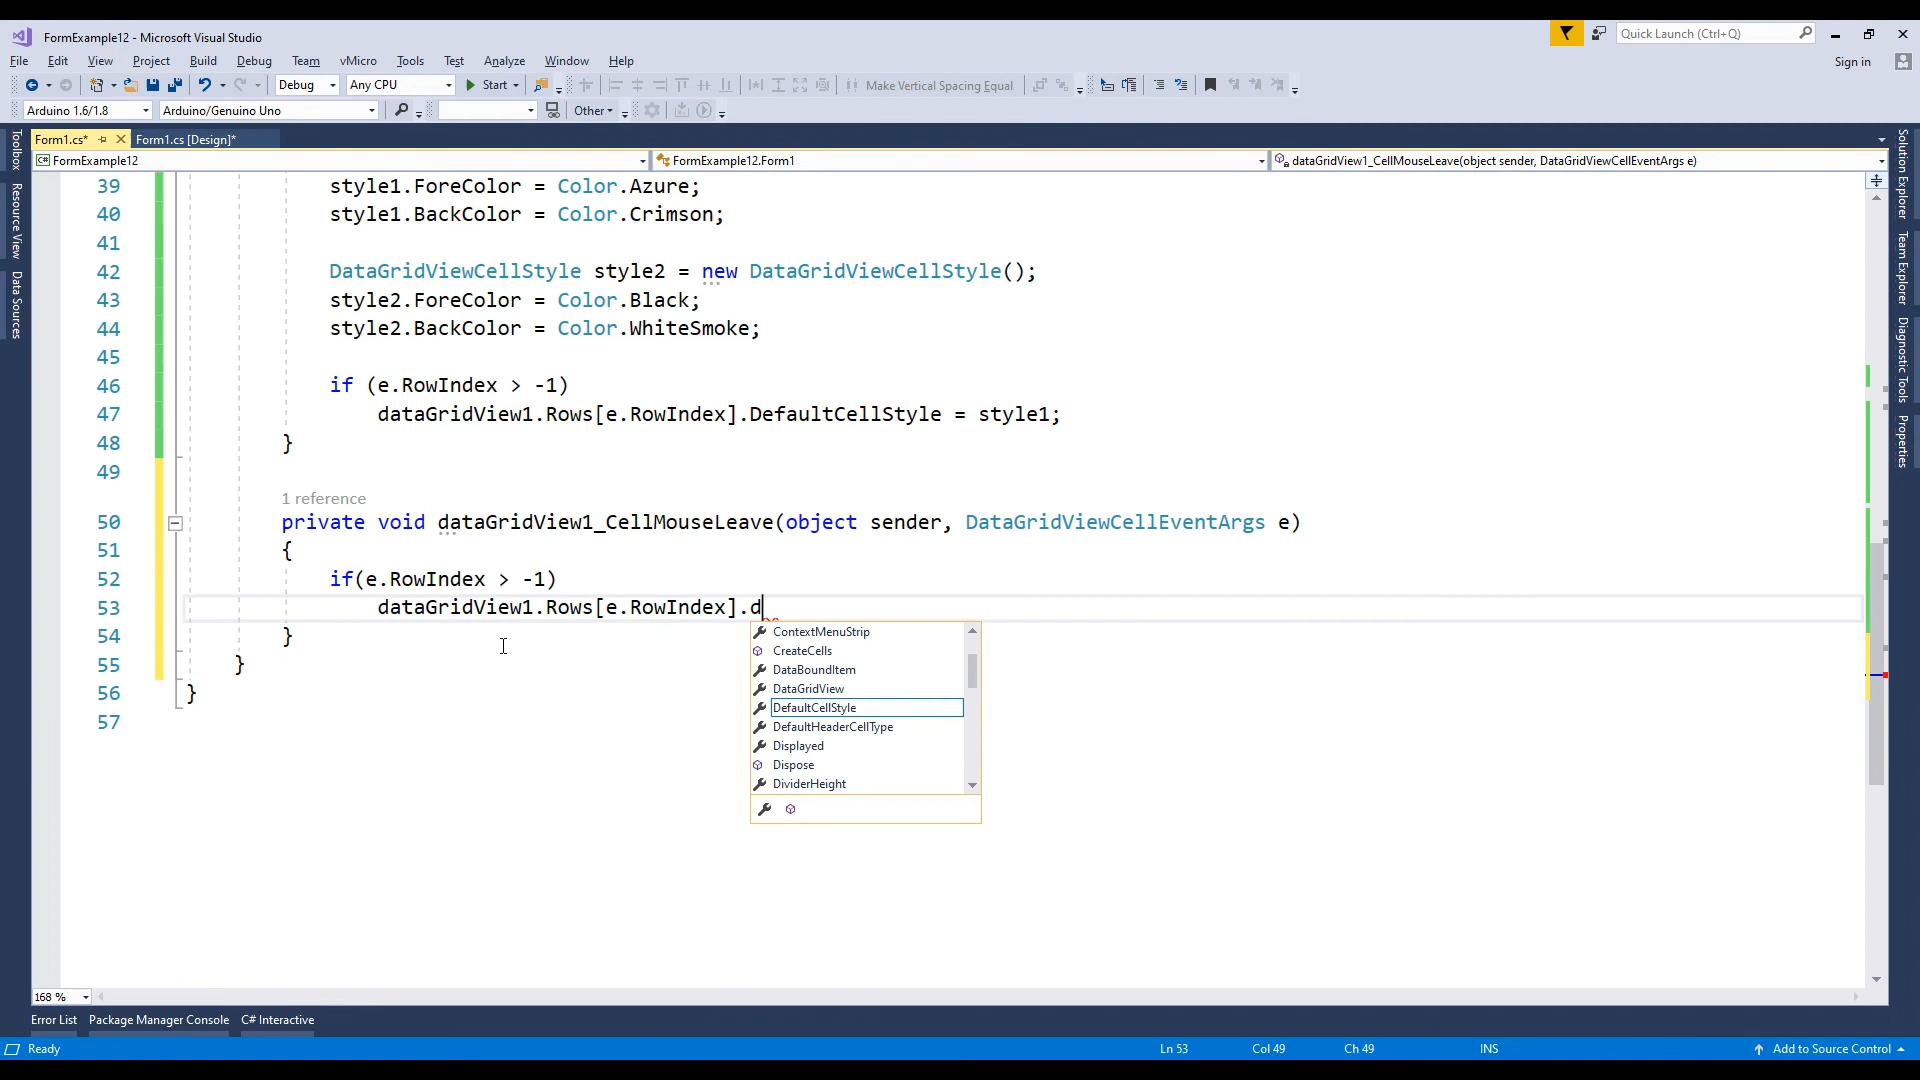 FormExample12 - Microsoft Visual Studio
Quick Launch (Ctrl+Q)
File Edit View Project Build Debug Team vMicro Tools Test Analyze Window Help
Sign in
Debug Any CPU Start Make Vertical Spacing Equal
Arduino 1.6/1.8 Arduino/Genuino Uno Other
Form1.cs* Form1.cs [Design]*
C# FormExample12 FormExample12.Form1 dataGridView1_CellMouseLeave(object sender, DataGridViewCellEventArgs e)
Toolbox
Resource View
Data Sources
39 style1.ForeColor = Color.Azure;
40 style1.BackColor = Color.Crimson;
41
42 DataGridViewCellStyle style2 = new DataGridViewCellStyle();
43 style2.ForeColor = Color.Black;
44 style2.BackColor = Color.WhiteSmoke;
45
46 if (e.RowIndex > -1)
47 dataGridView1.Rows[e.RowIndex].DefaultCellStyle = style1;
48 }
49
1 reference
50 private void dataGridView1_CellMouseLeave(object sender, DataGridViewCellEventArgs e)
51 {
52 if(e.RowIndex > -1)
53 dataGridView1.Rows[e.RowIndex].d
54 }
55 }
56 }
57
ContextMenuStrip
CreateCells
DataBoundItem
DataGridView
DefaultCellStyle
DefaultHeaderCellType
Displayed
Dispose
DividerHeight
Solution Explorer
Team Explorer
Diagnostic Tools
Properties
168 %
Error List Package Manager Console C# Interactive
Ready Ln 53 Col 49 Ch 49 INS Add to Source Control